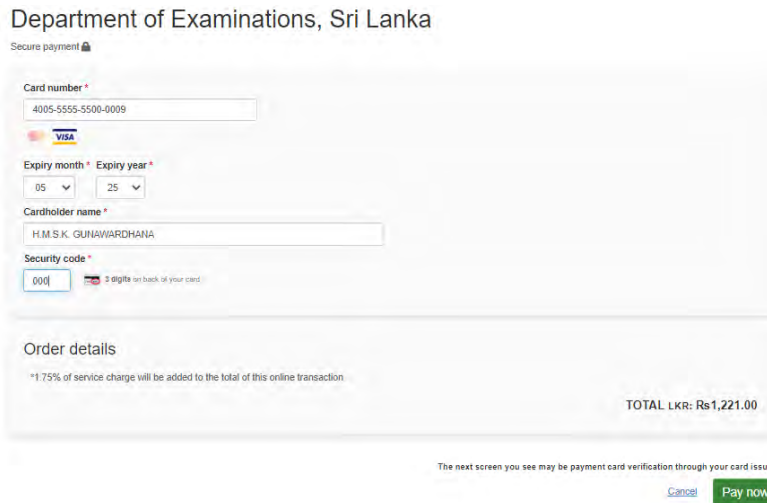 Department of Examinations, Sri Lanka
Secure payment
Card number *
4005-5555-5500-0009
VISA
Expiry month * Expiry year *
05 25
Cardholder name *
H.M.S.K. GUNAWARDHANA
Security code *
000 3 digits on back of your card
Order details
*1.75% of service charge will be added to the total of this online transaction
TOTAL LKR: Rs1,221.00
The next screen you see may be payment card verification through your card issu
Cancel Pay now